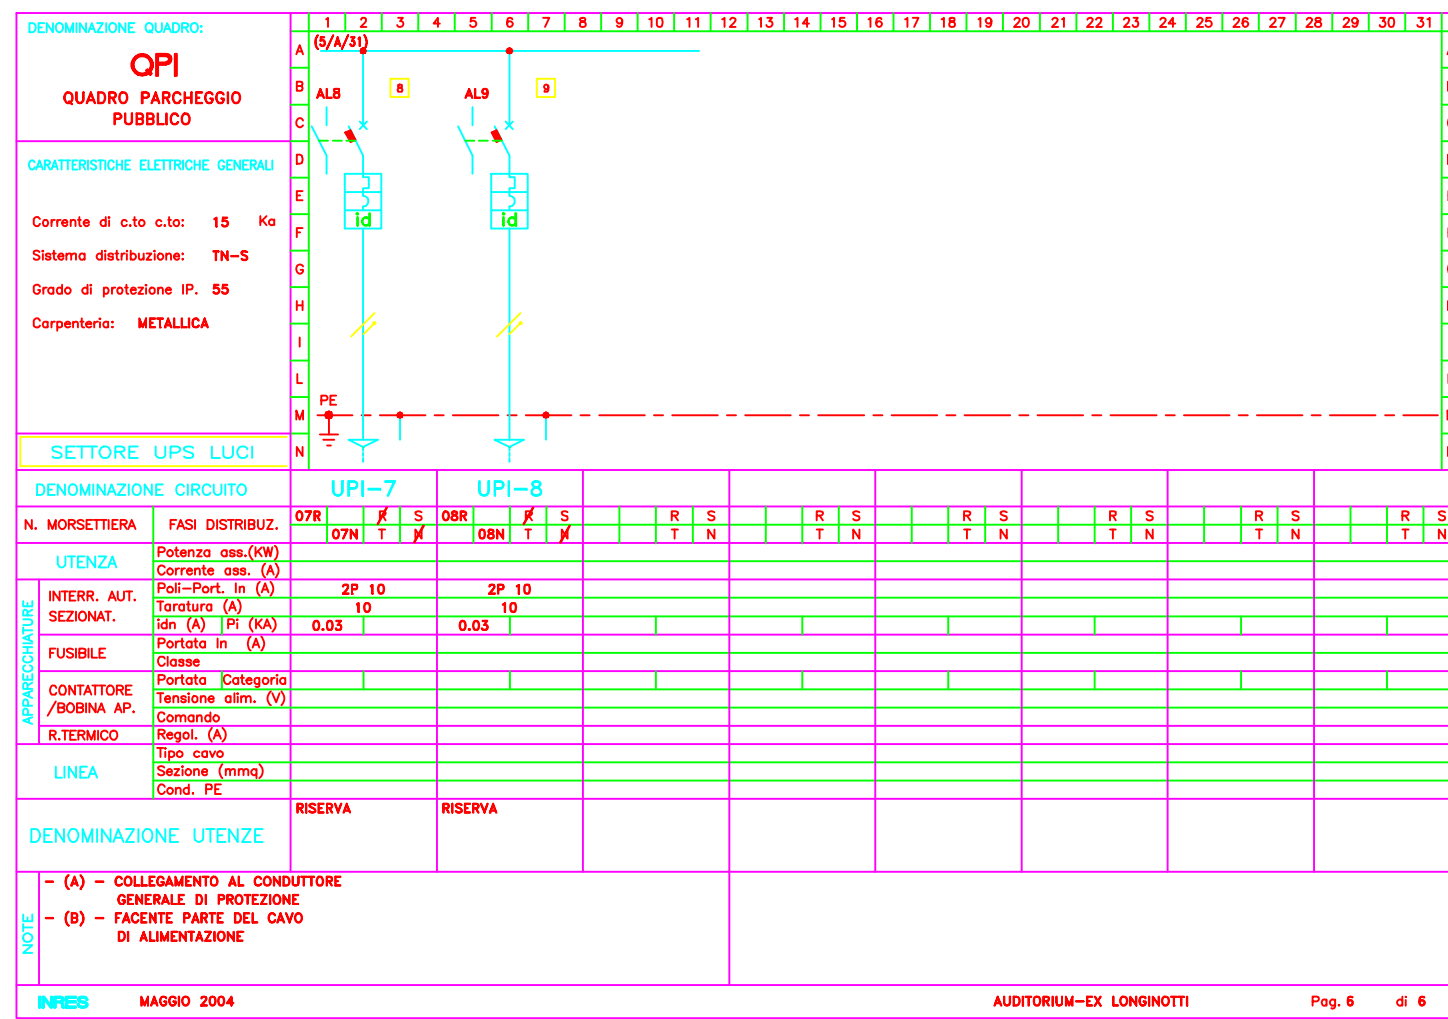 DENOMINAZIONE QUADRO:
QPI
QUADRO PARCHEGGIO
PUBBLICO
CARATTERISTICHE ELETTRICHE GENERALI
Corrente di c.to c.to: 15 Ka
Sistema distribuzione: TN-S
Grado di protezione IP. 55
Carpenteria: METALLICA
SETTORE UPS LUCI
1 2 3 4 5 6 7 8 9 10 11 12 13 14 15 16 17 18 19 20 21 22 23 24 25 26 27 28 29 30 31
A
B
C
D
E
F
G
H
I
L
M
N
(5/A/31)
AL8 8 AL9 9
id id
PE
DENOMINAZIONE CIRCUITO UPI-7 UPI-8
N. MORSETTIERA FASI DISTRIBUZ.
07R R S 08R R S R S R S R S R S R S R S
07N T N 08N T N T N T N T N T N T N T N
UTENZA
Potenza ass.(KW)
Corrente ass. (A)
APPARECCHIATURE
INTERR. AUT.
SEZIONAT.
Poli-Port. In (A) 2P 10 2P 10
Taratura (A) 10 10
idn (A) Pi (KA) 0.03 0.03
FUSIBILE
Portata In (A)
Classe
CONTATTORE
/BOBINA AP.
Portata Categoria
Tensione alim. (V)
Comando
R.TERMICO Regol. (A)
LINEA
Tipo cavo
Sezione (mmq)
Cond. PE
DENOMINAZIONE UTENZE RISERVA RISERVA
NOTE
- (A) - COLLEGAMENTO AL CONDUTTORE
GENERALE DI PROTEZIONE
- (B) - FACENTE PARTE DEL CAVO
DI ALIMENTAZIONE
INRES MAGGIO 2004 AUDITORIUM-EX LONGINOTTI Pag. 6 di 6